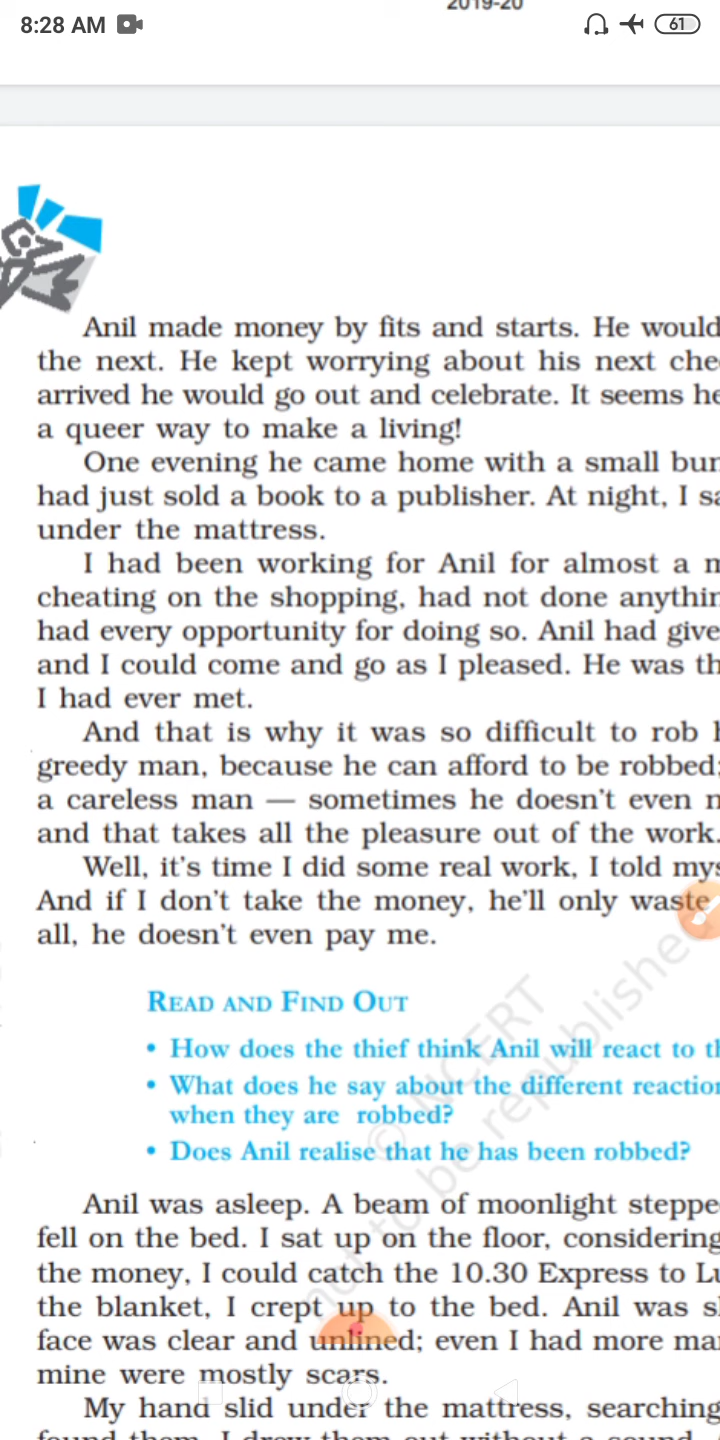 2019-20
8:28 AM
61
Anil made money by fits and starts. He would
the next. He kept worrying about his next che
arrived he would go out and celebrate. It seems he
a queer way to make a living!
One evening he came home with a small bun
had just sold a book to a publisher. At night, I sa
under the mattress.
I had been working for Anil for almost a m
cheating on the shopping, had not done anythin
had every opportunity for doing so. Anil had give
and I could come and go as I pleased. He was th
I had ever met.
And that is why it was so difficult to rob h
greedy man, because he can afford to be robbed;
a careless man — sometimes he doesn't even n
and that takes all the pleasure out of the work.
Well, it's time I did some real work, I told mys
And if I don't take the money, he'll only waste
all, he doesn't even pay me.
READ AND FIND OUT
• How does the thief think Anil will react to th
• What does he say about the different reaction
when they are robbed?
• Does Anil realise that he has been robbed?
© NCERT
not to be republished
Anil was asleep. A beam of moonlight steppe
fell on the bed. I sat up on the floor, considering
the money, I could catch the 10.30 Express to Lu
the blanket, I crept up to the bed. Anil was sl
face was clear and unlined; even I had more mar
mine were mostly scars.
My hand slid under the mattress, searching
found them, I drew them out without a sound.